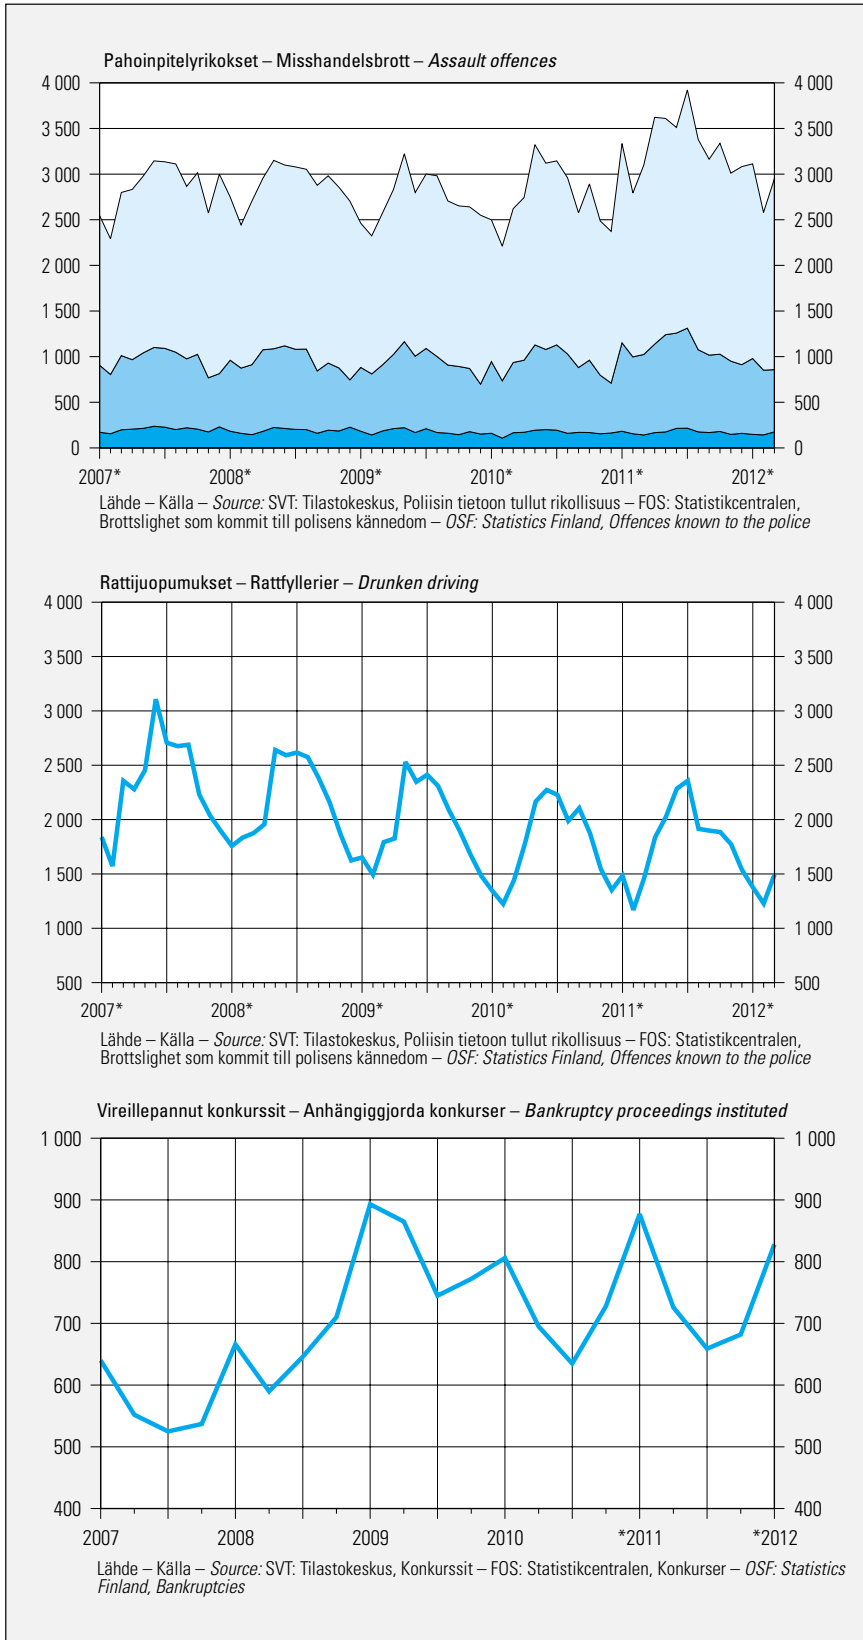 Pahoinpitelyrikokset – Misshandelsbrott – Assault offences
4 000 4 000
3 500 3 500
3 000 3 000
2 500 2 500
2 000 2 000
1 500 1 500
1 000 1 000
500 500
0 0
2007* 2008* 2009* 2010* 2011* 2012*
Lähde – Källa – Source: SVT: Tilastokeskus, Poliisin tietoon tullut rikollisuus – FOS: Statistikcentralen,
Brottslighet som kommit till polisens kännedom – OSF: Statistics Finland, Offences known to the police
Rattijuopumukset – Rattfyllerier – Drunken driving
4 000 4 000
3 500 3 500
3 000 3 000
2 500 2 500
2 000 2 000
1 500 1 500
1 000 1 000
500 500
2007* 2008* 2009* 2010* 2011* 2012*
Lähde – Källa – Source: SVT: Tilastokeskus, Poliisin tietoon tullut rikollisuus – FOS: Statistikcentralen,
Brottslighet som kommit till polisens kännedom – OSF: Statistics Finland, Offences known to the police
Vireillepannut konkurssit – Anhängiggjorda konkurser – Bankruptcy proceedings instituted
1 000 1 000
900 900
800 800
700 700
600 600
500 500
400 400
2007 2008 2009 2010 *2011 *2012
Lähde – Källa – Source: SVT: Tilastokeskus, Konkurssit – FOS: Statistikcentralen, Konkurser – OSF: Statistics
Finland, Bankruptcies